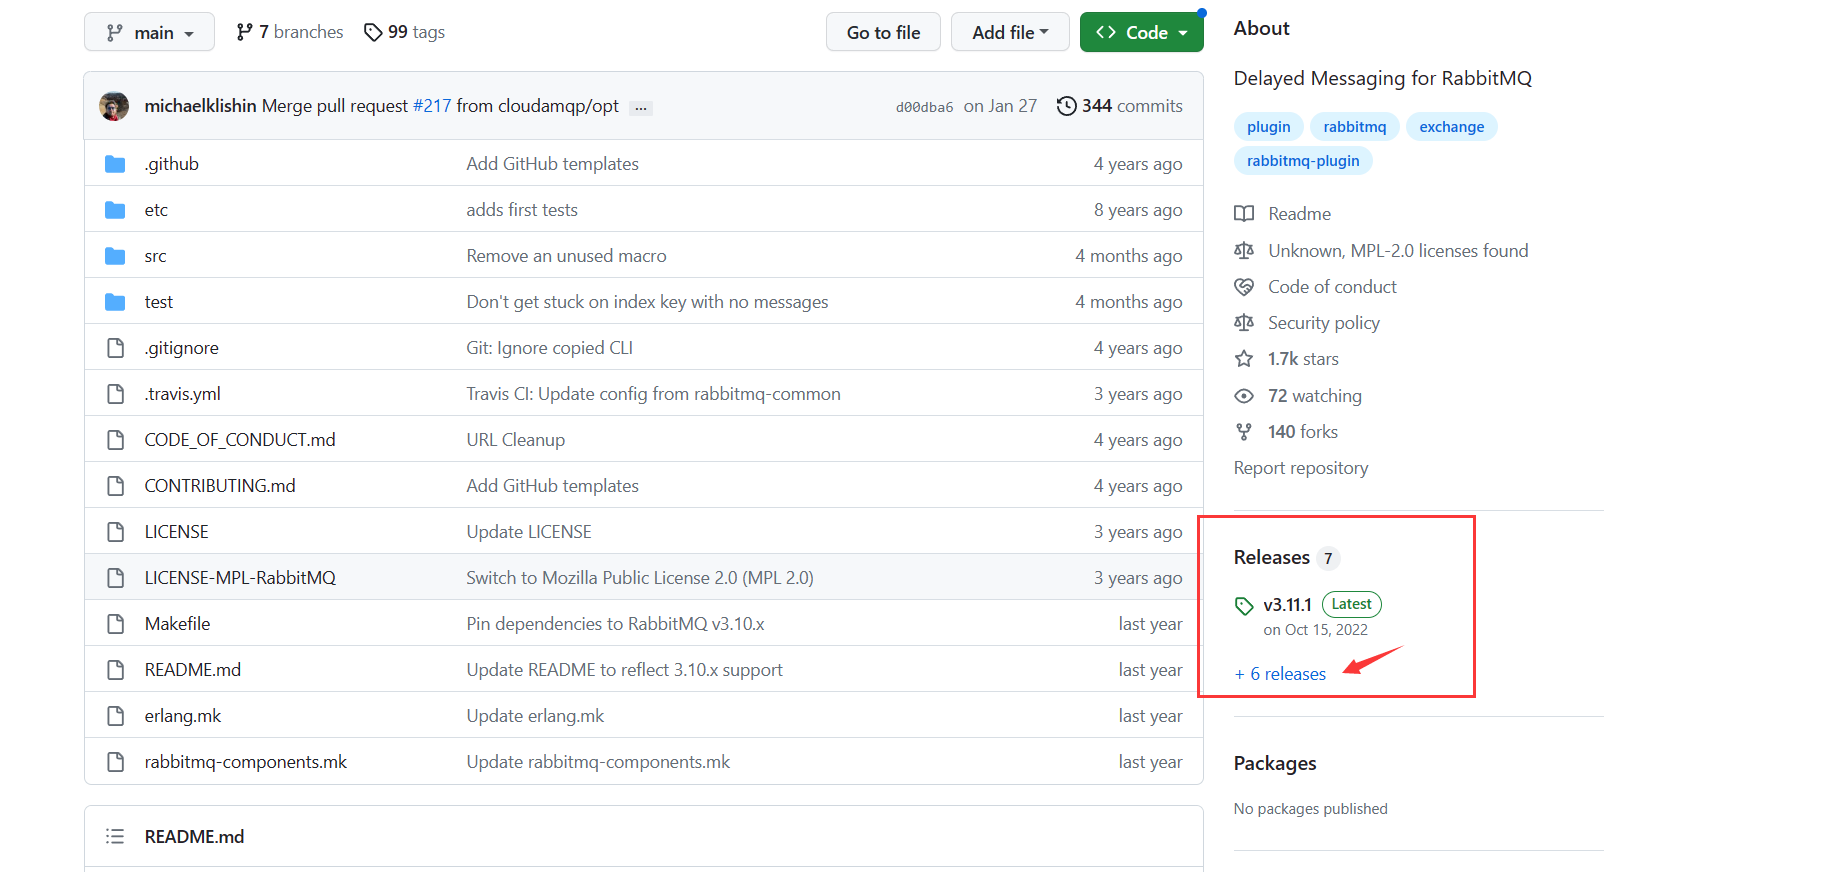 main
7 branches
99 tags
Go to file
Add file
Code
michaelklishin Merge pull request #217 from cloudamqp/opt ...
d00dba6 on Jan 27
344 commits
.github Add GitHub templates 4 years ago
etc adds first tests 8 years ago
src Remove an unused macro 4 months ago
test Don't get stuck on index key with no messages 4 months ago
.gitignore Git: Ignore copied CLI 4 years ago
.travis.yml Travis CI: Update config from rabbitmq-common 3 years ago
CODE_OF_CONDUCT.md URL Cleanup 4 years ago
CONTRIBUTING.md Add GitHub templates 4 years ago
LICENSE Update LICENSE 3 years ago
LICENSE-MPL-RabbitMQ Switch to Mozilla Public License 2.0 (MPL 2.0) 3 years ago
Makefile Pin dependencies to RabbitMQ v3.10.x last year
README.md Update README to reflect 3.10.x support last year
erlang.mk Update erlang.mk last year
rabbitmq-components.mk Update rabbitmq-components.mk last year
README.md
About
Delayed Messaging for RabbitMQ
plugin rabbitmq exchange
rabbitmq-plugin
Readme
Unknown, MPL-2.0 licenses found
Code of conduct
Security policy
1.7k stars
72 watching
140 forks
Report repository
Releases 7
v3.11.1 Latest
on Oct 15, 2022
+ 6 releases
Packages
No packages published